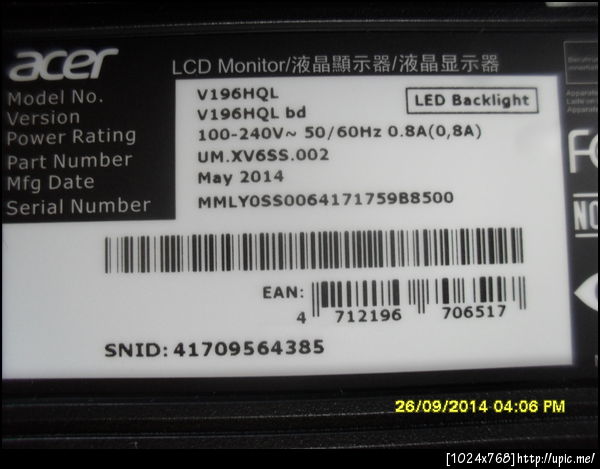 acer LCD Monitor/液晶顯示器/液晶显示器
Model No. V196HQL LED Backlight
Version V196HQL bd
Power Rating 100-240V~ 50/60Hz 0.8A(0,8A)
Part Number UM.XV6SS.002
Mfg Date May 2014
Serial Number MMLY0SS0064171759B8500
EAN:
4 712196 706517
SNID: 41709564385
26/09/2014 04:06 PM
[1024x768]http://upic.me/